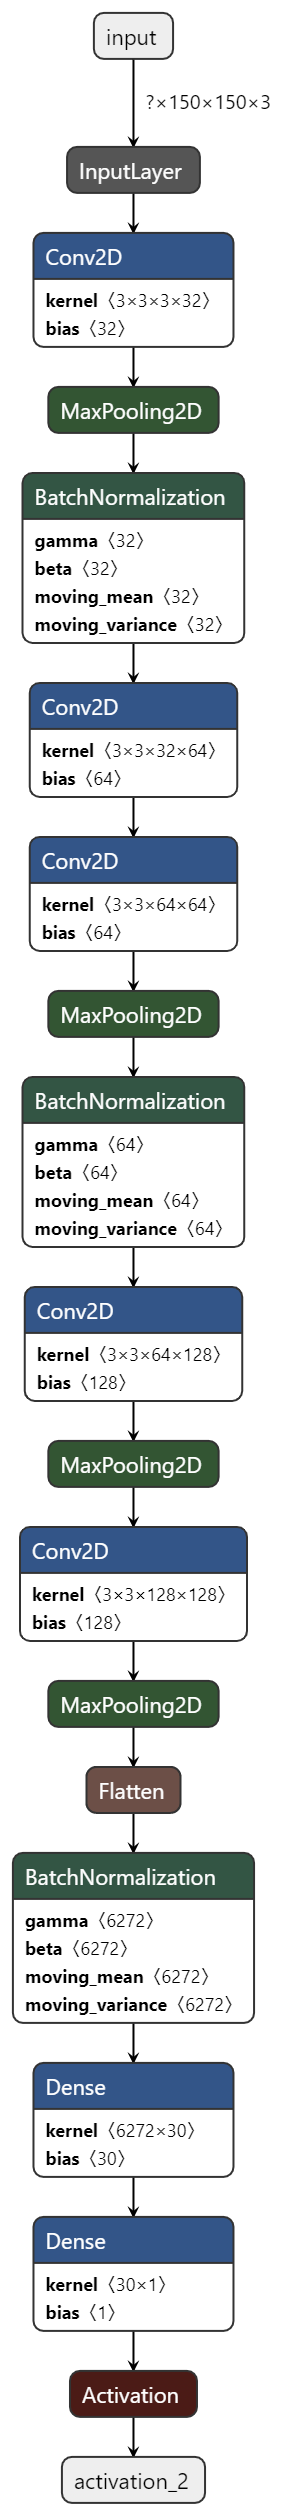 input
?×150×150×3
InputLayer
Conv2D
kernel〈3×3×3×32〉
bias〈32〉
MaxPooling2D
BatchNormalization
gamma〈32〉
beta〈32〉
moving_mean〈32〉
moving_variance〈32〉
Conv2D
kernel〈3×3×32×64〉
bias〈64〉
Conv2D
kernel〈3×3×64×64〉
bias〈64〉
MaxPooling2D
BatchNormalization
gamma〈64〉
beta〈64〉
moving_mean〈64〉
moving_variance〈64〉
Conv2D
kernel〈3×3×64×128〉
bias〈128〉
MaxPooling2D
Conv2D
kernel〈3×3×128×128〉
bias〈128〉
MaxPooling2D
Flatten
BatchNormalization
gamma〈6272〉
beta〈6272〉
moving_mean〈6272〉
moving_variance〈6272〉
Dense
kernel〈6272×30〉
bias〈30〉
Dense
kernel〈30×1〉
bias〈1〉
Activation
activation_2